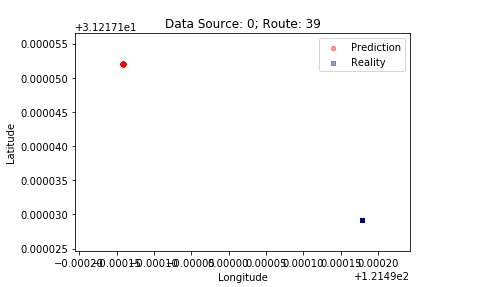 Data Source: 0; Route: 39
+3.12171e1
Prediction
Reality
0.000055
0.000050
0.000045
0.000040
0.000035
0.000030
0.000025
Latitude
−0.00020 −0.00015 −0.00010 −0.00005 0.00000 0.00005 0.00010 0.00015 0.00020
Longitude
+1.2149e2